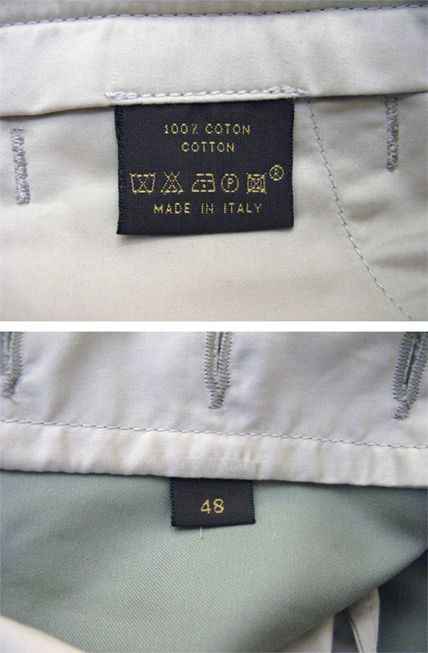 100% COTON
COTTON
P ®
MADE IN ITALY
48